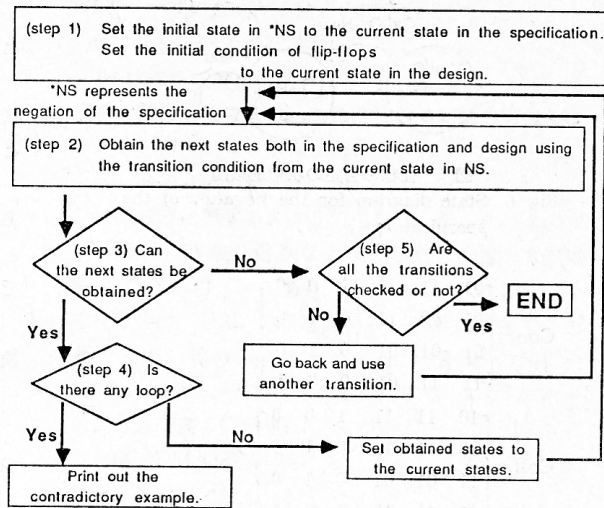 (step 1) Set the initial state in *NS to the current state in the specification.
Set the initial condition of flip-flops
to the current state in the design.
*NS represents the
negation of the specification
(step 2) Obtain the next states both in the specification and design using
the transition condition from the current state in NS.
(step 3) Can
the next states be
obtained?
No
(step 5) Are
all the transitions
checked or not?
Yes
END
No
Go back and use
another transition.
Yes
(step 4) Is
there any loop?
No
Set obtained states to
the current states.
Yes
Print out the
contradictory example.